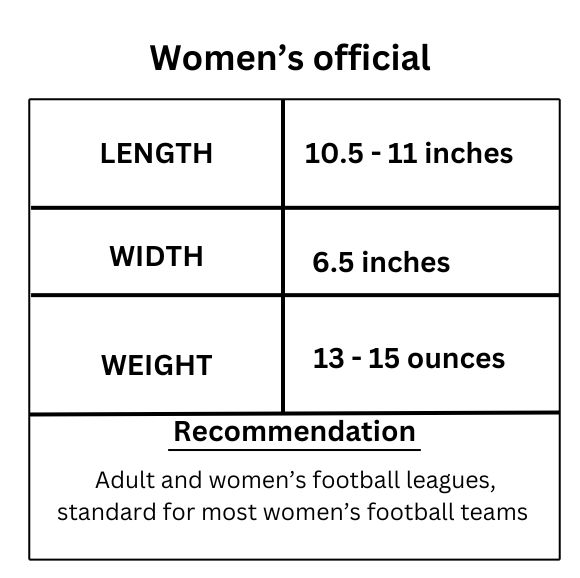 Women’s official
LENGTH
10.5 - 11 inches
WIDTH
6.5 inches
WEIGHT
13 - 15 ounces
Recommendation
Adult and women’s football leagues,
standard for most women’s football teams